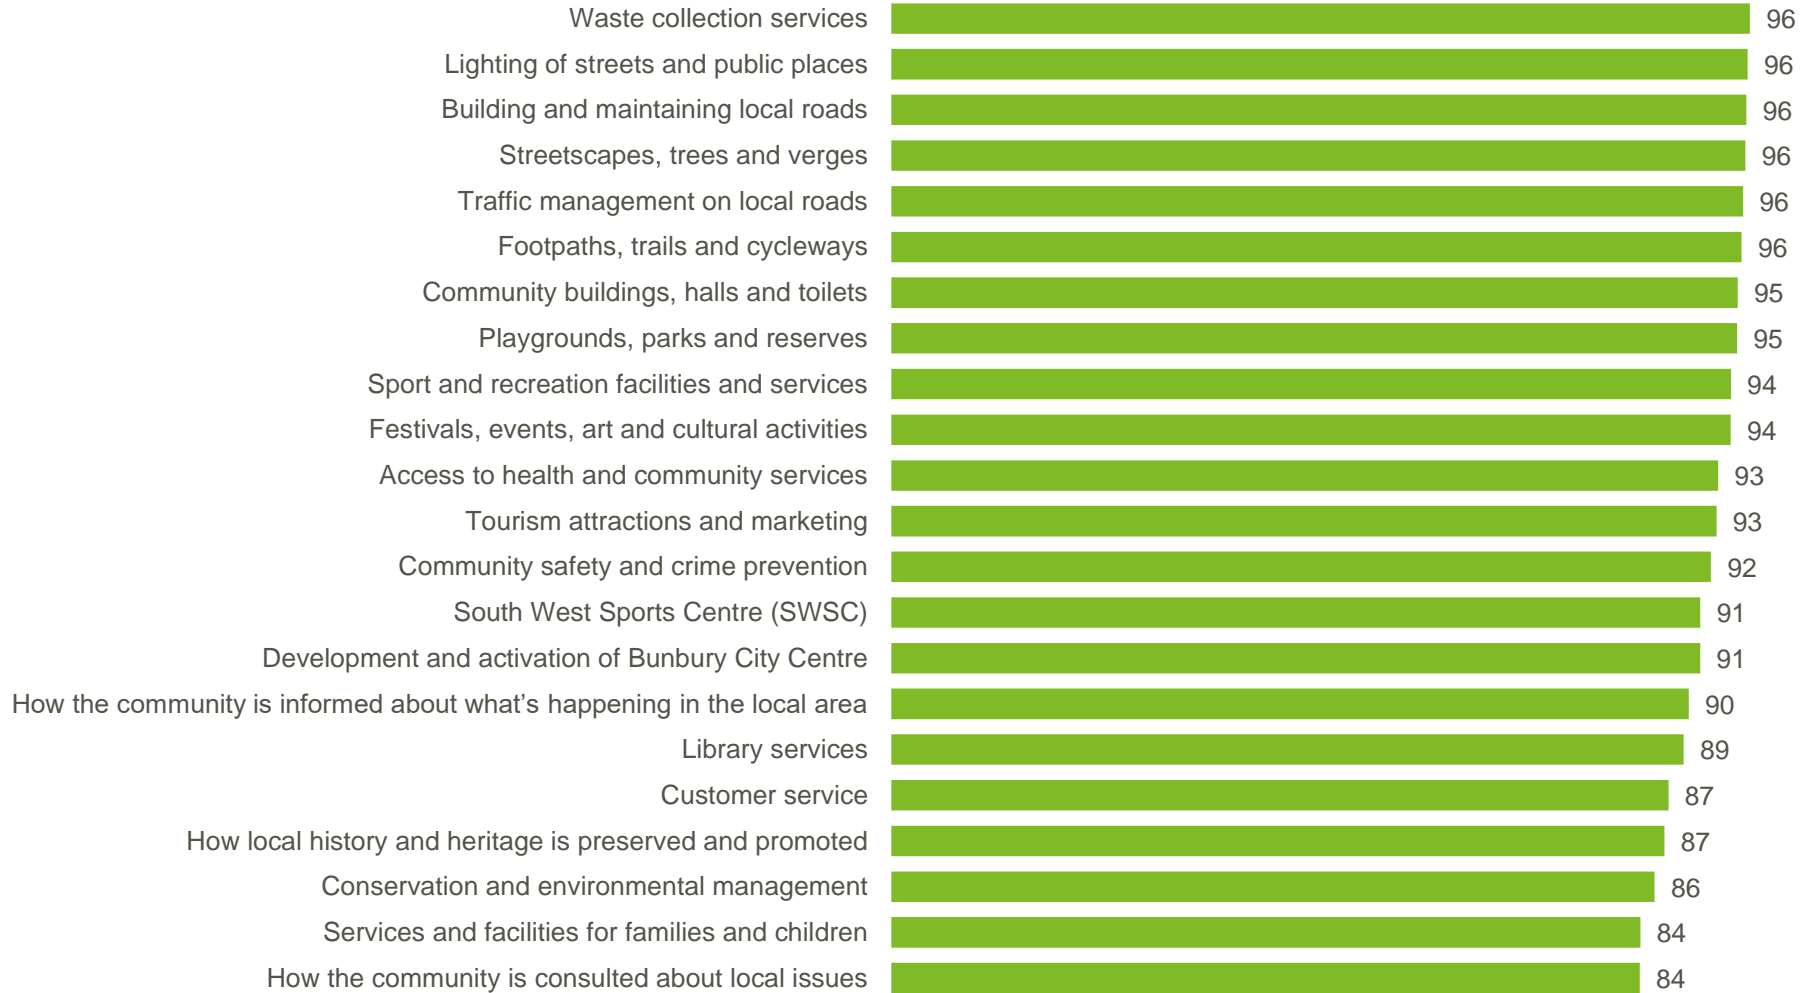 Waste collection services 96
Lighting of streets and public places 96
Building and maintaining local roads 96
Streetscapes, trees and verges 96
Traffic management on local roads 96
Footpaths, trails and cycleways 96
Community buildings, halls and toilets 95
Playgrounds, parks and reserves 95
Sport and recreation facilities and services 94
Festivals, events, art and cultural activities 94
Access to health and community services 93
Tourism attractions and marketing 93
Community safety and crime prevention 92
South West Sports Centre (SWSC) 91
Development and activation of Bunbury City Centre 91
How the community is informed about what’s happening in the local area 90
Library services 89
Customer service 87
How local history and heritage is preserved and promoted 87
Conservation and environmental management 86
Services and facilities for families and children 84
How the community is consulted about local issues 84